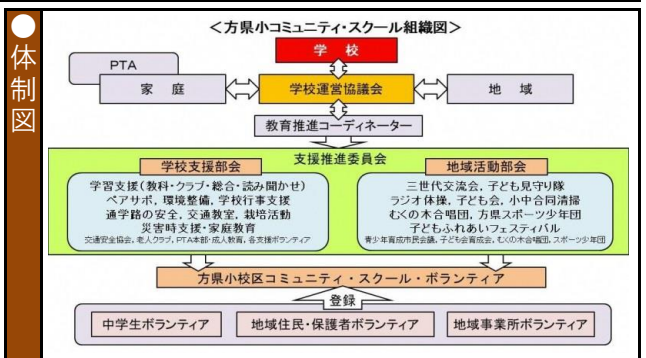 ●体制図
＜方県小コミュニティ・スクール組織図＞
学 校
PTA
家 庭
学校運営協議会
地 域
教育推進コーディネーター
支援推進委員会
学校支援部会
学習支援(教科・クラブ・総合・読み聞かせ)
ペアサポ, 環境整備, 学校行事支援
通学路の安全, 交通教室, 栽培活動
災害時支援・家庭教育
交通安全協会, 老人クラブ, PTA本部・成人教育, 各支援ボランティア
地域活動部会
三世代交流会, 子ども見守り隊
ラジオ体操, 子ども会, 小中合同清掃
むくの木合唱団, 方県スポーツ少年団
子どもふれあいフェスティバル
青少年育成市民会議, 子ども会育成会, むくの木合唱団, スポーツ少年団
方県小校区コミュニティ・スクール・ボランティア
登録
中学生ボランティア
地域住民・保護者ボランティア
地域事業所ボランティア